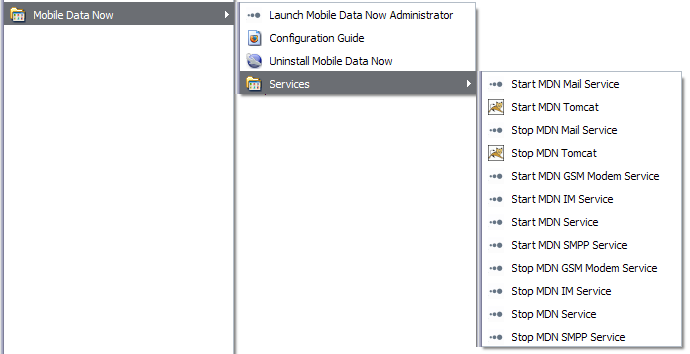 Mobile Data Now
Launch Mobile Data Now Administrator
Configuration Guide
Uninstall Mobile Data Now
Services
Start MDN Mail Service
Start MDN Tomcat
Stop MDN Mail Service
Stop MDN Tomcat
Start MDN GSM Modem Service
Start MDN IM Service
Start MDN Service
Start MDN SMPP Service
Stop MDN GSM Modem Service
Stop MDN IM Service
Stop MDN Service
Stop MDN SMPP Service